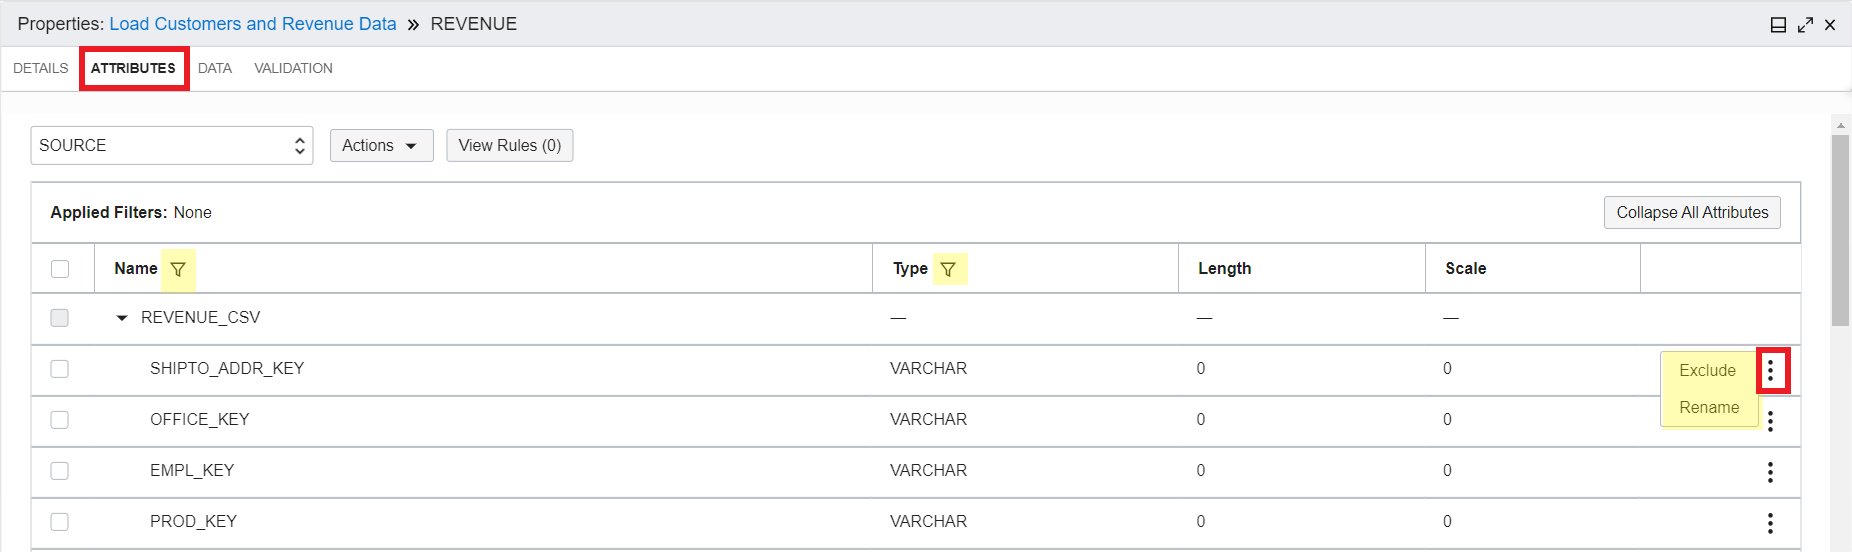 Properties: Load Customers and Revenue Data » REVENUE
DETAILS ATTRIBUTES DATA VALIDATION
SOURCE Actions View Rules (0)
Applied Filters: None Collapse All Attributes
Name Type Length Scale
REVENUE_CSV — — —
SHIPTO_ADDR_KEY VARCHAR 0 0 Exclude
Rename
OFFICE_KEY VARCHAR 0 0
EMPL_KEY VARCHAR 0 0
PROD_KEY VARCHAR 0 0